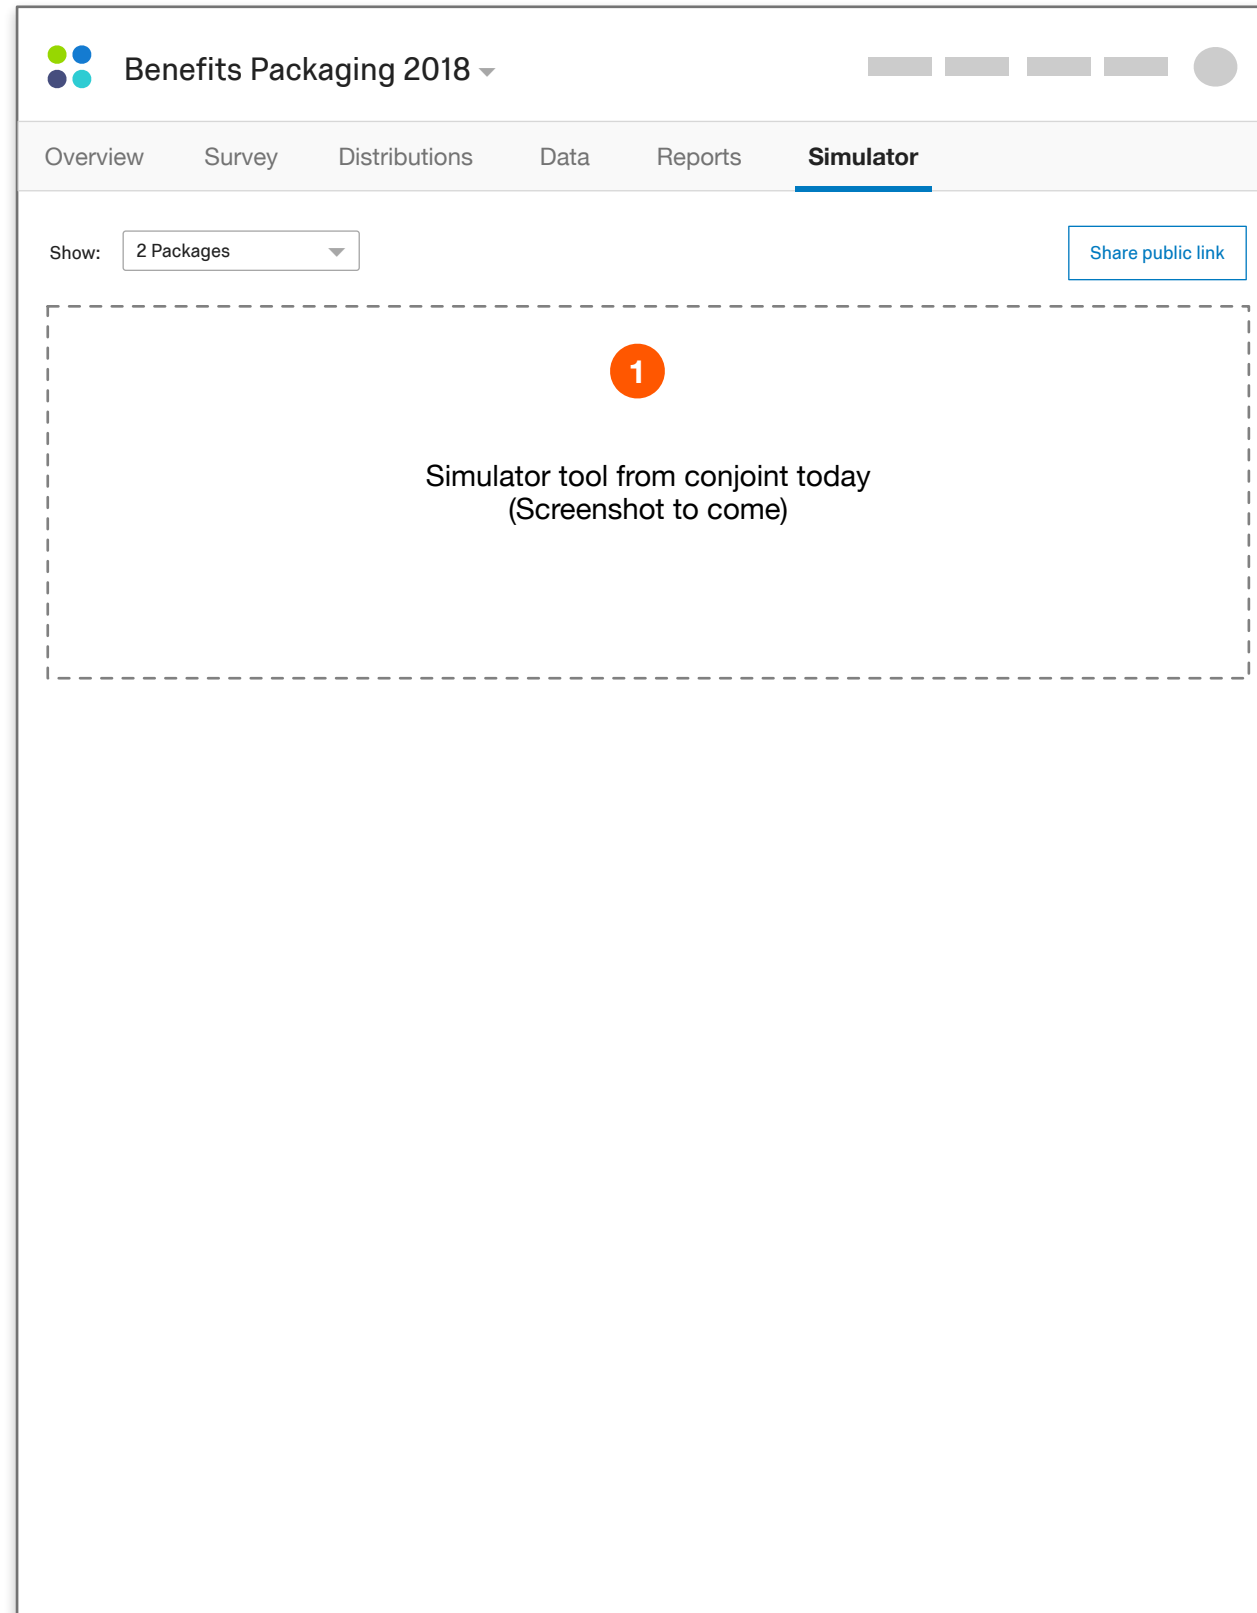 Benefits Packaging 2018
Overview Survey Distributions Data Reports Simulator
Show: 2 Packages Share public link
1
Simulator tool from conjoint today
(Screenshot to come)